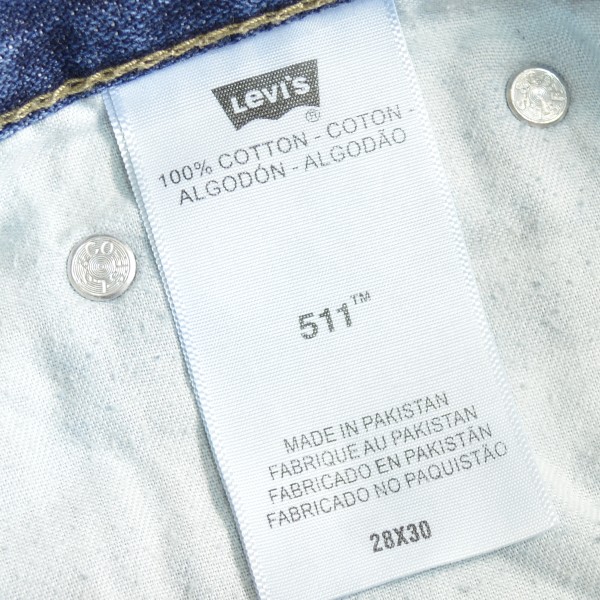 Levi's
®
100% COTTON - COTON -
ALGODÓN - ALGODÃO
511™
MADE IN PAKISTAN
FABRIQUE AU PAKISTAN
FABRICADO EN PAKISTÁN
FABRICADO NO PAQUISTÃO
28X30